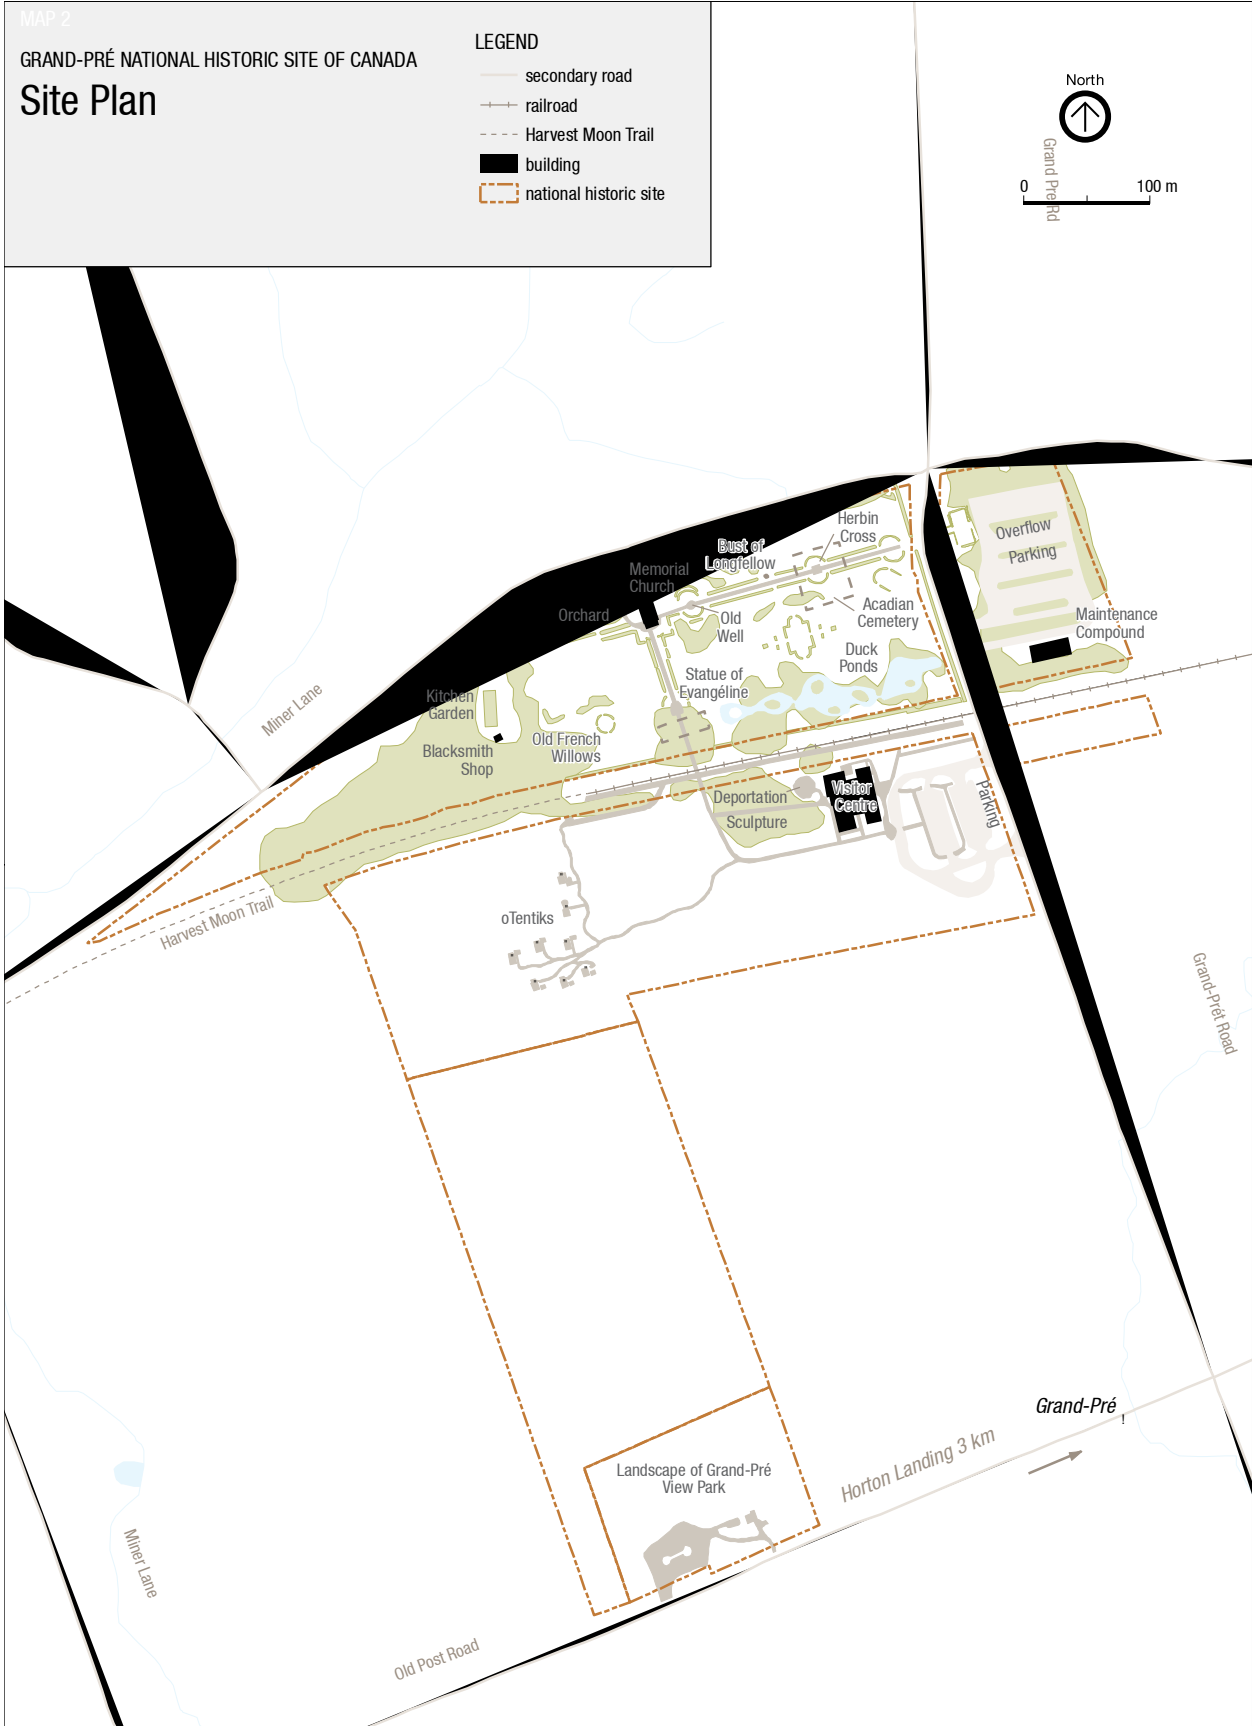 MAP 2
GRAND-PRÉ NATIONAL HISTORIC SITE OF CANADA
Site Plan
LEGEND
secondary road
railroad
Harvest Moon Trail
building
national historic site
North
0 100 m
Grand Pre Rd
Herbin
Cross
Bust of
Longfellow
Memorial
Church
Orchard
Old
Well
Acadian
Cemetery
Duck
Ponds
Statue of
Evangéline
Overflow
Parking
Maintenance
Compound
Miner Lane
Kitchen
Garden
Blacksmith
Shop
Old French
Willows
Deportation
Sculpture
Visitor
Centre
Parking
Harvest Moon Trail
oTentiks
Grand-Prét Road
Grand-Pré
!
Horton Landing 3 km
Landscape of Grand-Pré
View Park
Miner Lane
Old Post Road